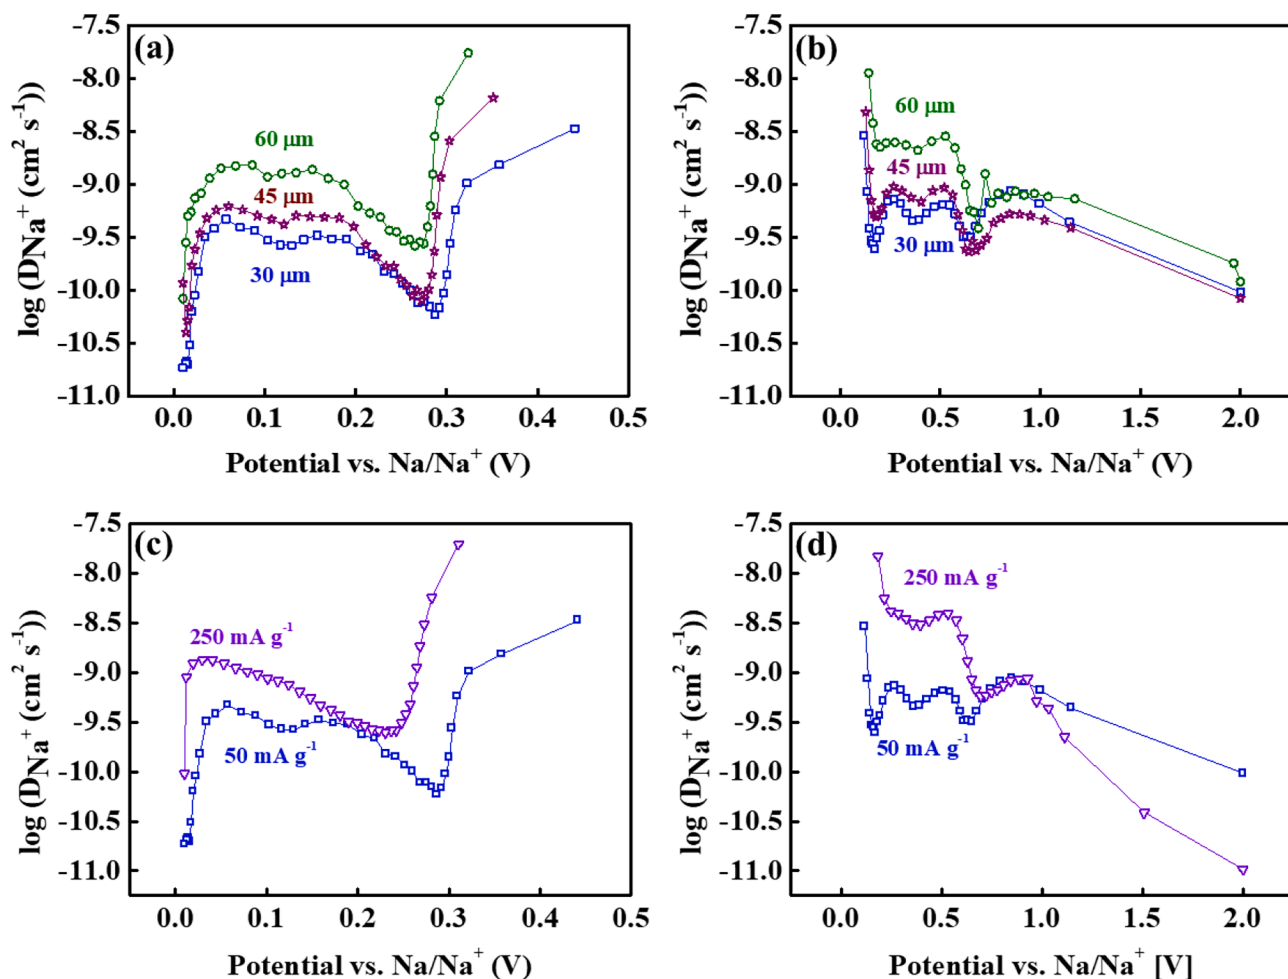 (a)
log (D_Na⁺ (cm² s⁻¹))
-7.5
-8.0
-8.5
-9.0
-9.5
-10.0
-10.5
-11.0
60 µm
45 µm
30 µm
0.0 0.1 0.2 0.3 0.4 0.5
Potential vs. Na/Na⁺ (V)
(b)
log (D_Na⁺ (cm² s⁻¹))
-7.5
-8.0
-8.5
-9.0
-9.5
-10.0
-10.5
-11.0
60 µm
45 µm
30 µm
0.0 0.5 1.0 1.5 2.0
Potential vs. Na/Na⁺ (V)
(c)
log (D_Na⁺ (cm² s⁻¹))
-7.5
-8.0
-8.5
-9.0
-9.5
-10.0
-10.5
-11.0
250 mA g⁻¹
50 mA g⁻¹
0.0 0.1 0.2 0.3 0.4 0.5
Potential vs. Na/Na⁺ (V)
(d)
log (D_Na⁺ (cm² s⁻¹))
-7.5
-8.0
-8.5
-9.0
-9.5
-10.0
-10.5
-11.0
250 mA g⁻¹
50 mA g⁻¹
0.0 0.5 1.0 1.5 2.0
Potential vs. Na/Na⁺ [V]